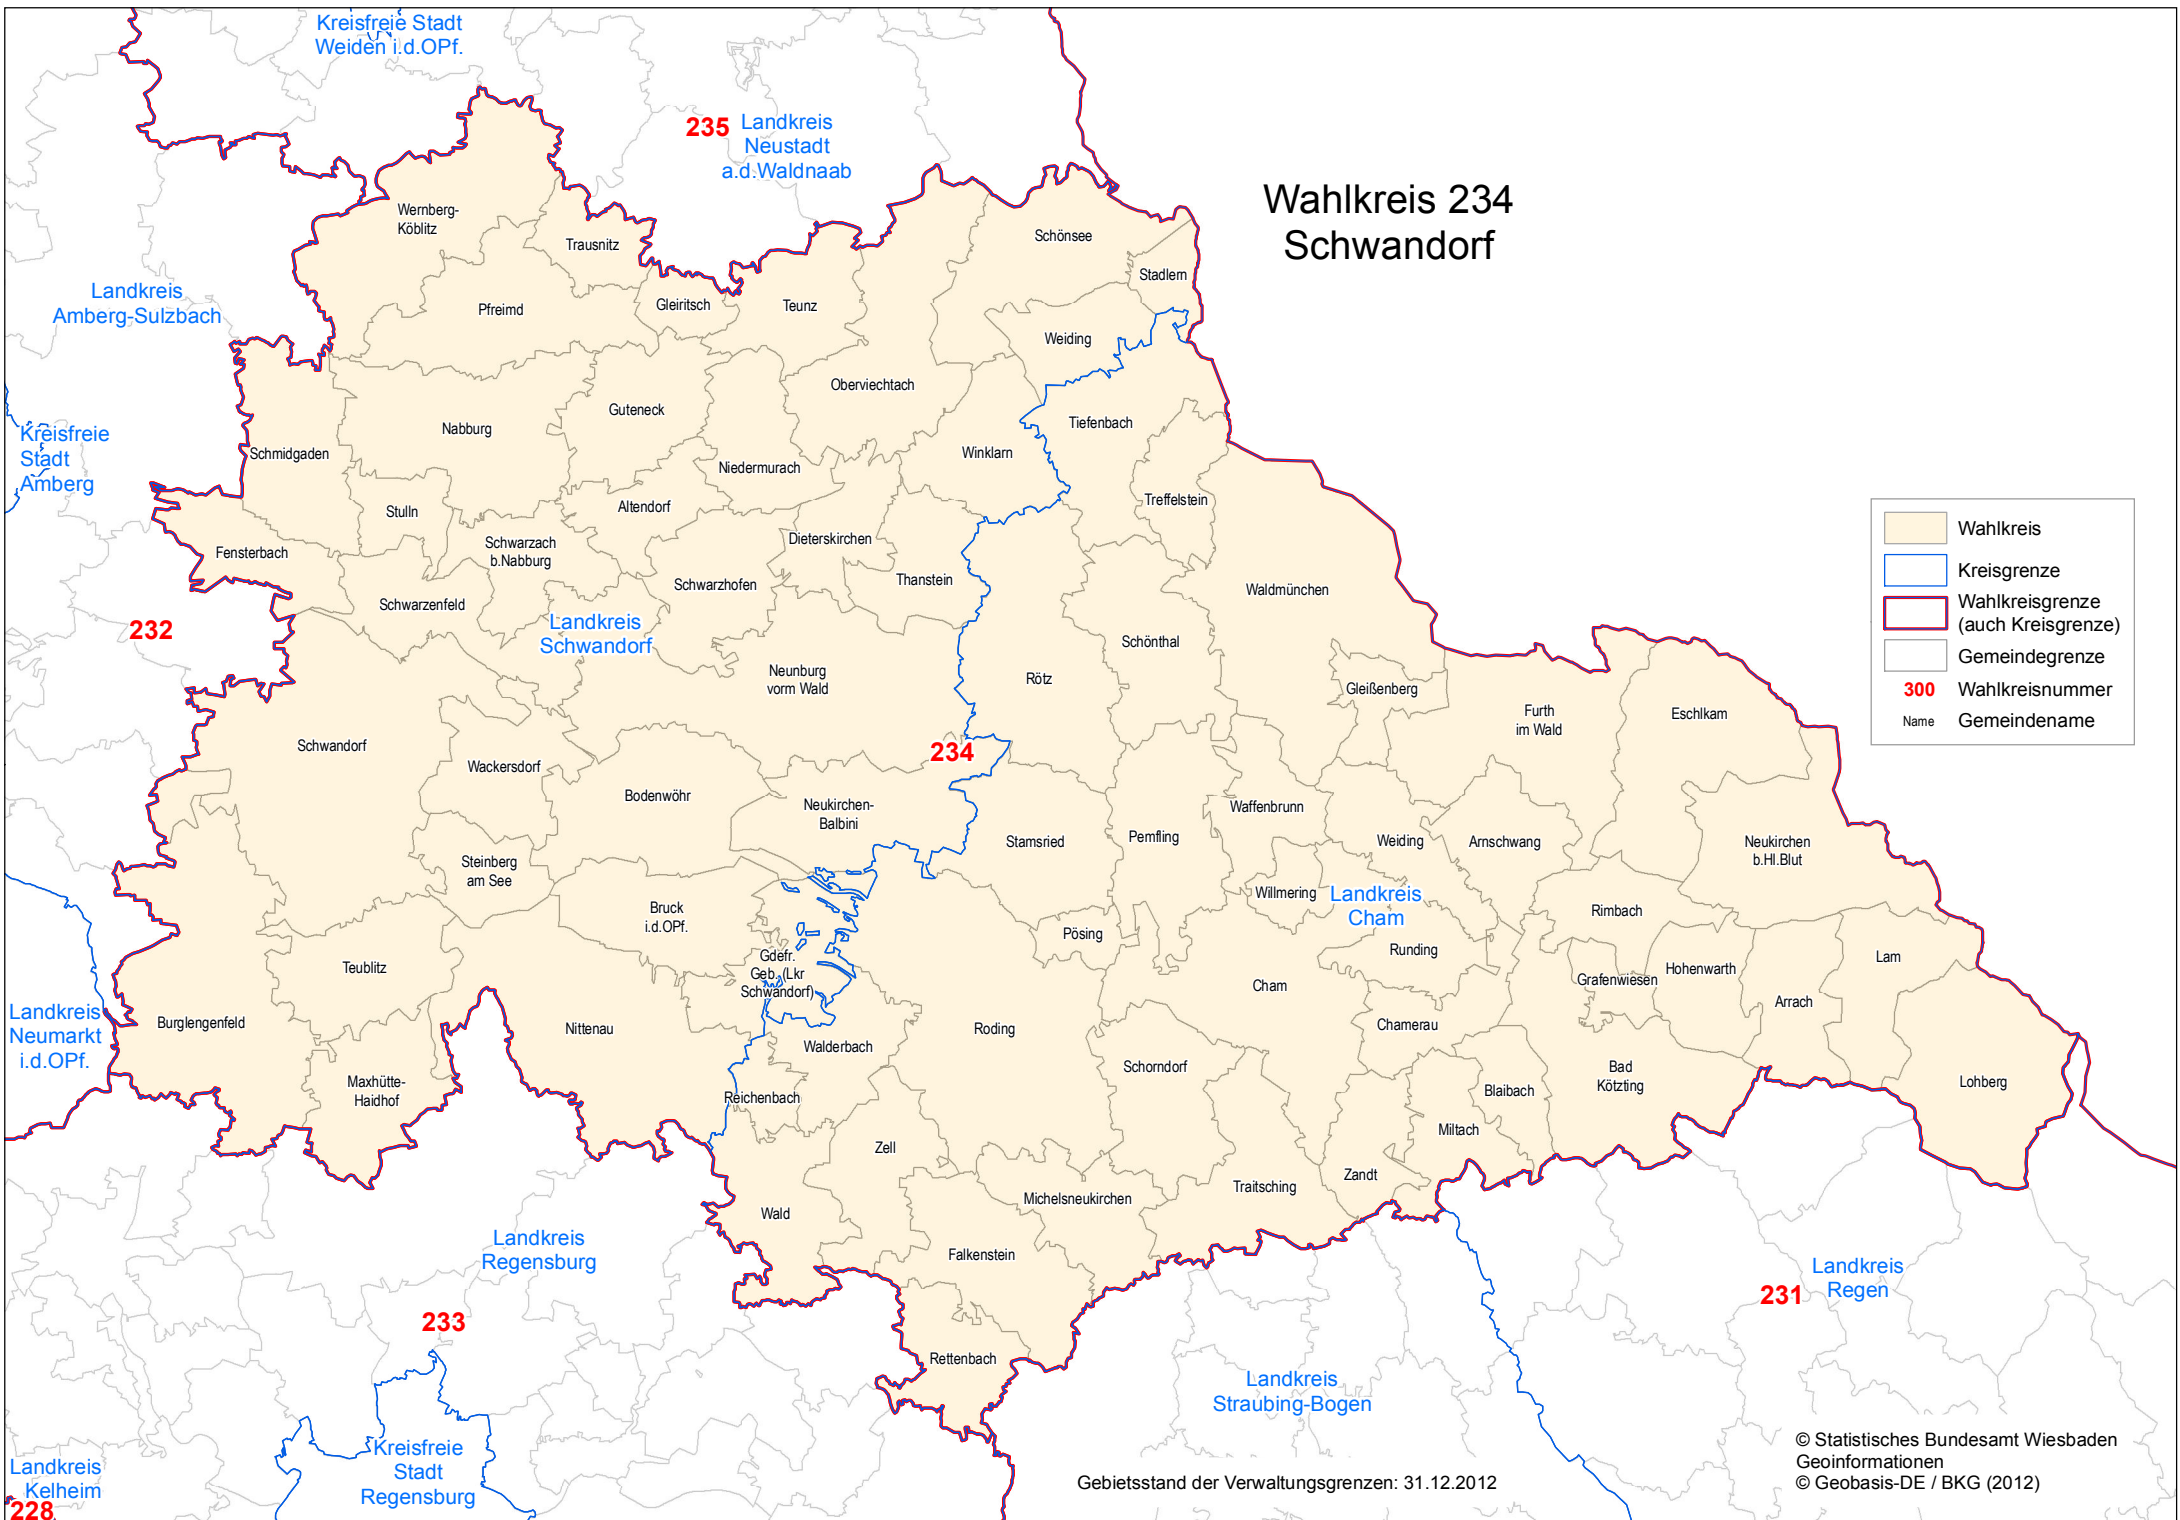 Kreisfreie Stadt
Weiden i.d.OPf.
235
Landkreis
Neustadt
a.d.Waldnaab
Wahlkreis 234
Schwandorf
Wernberg-
Köblitz
Trausnitz
Schönsee
Stadlern
Landkreis
Amberg-Sulzbach
Pfreimd
Gleiritsch
Teunz
Weiding
Oberviechtach
Guteneck
Nabburg
Tiefenbach
Kreisfreie
Stadt
Amberg
Schmidgaden
Niedermurach
Winklarn
Treffelstein
Stulln
Altendorf
Fensterbach
Schwarzach
b.Nabburg
Dieterskirchen
Schwarzhofen
Thanstein
Waldmünchen
Schwarzenfeld
232
Landkreis
Schwandorf
Schönthal
Neunburg
vorm Wald
Rötz
Gleißenberg
Furth
im Wald
Eschlkam
Wahlkreis
Kreisgrenze
Wahlkreisgrenze
(auch Kreisgrenze)
Gemeindegrenze
300 Wahlkreisnummer
Name Gemeindename
Schwandorf
234
Wackersdorf
Bodenwöhr
Neukirchen-
Balbini
Waffenbrunn
Stamsried
Pemfling
Weiding
Arnschwang
Neukirchen
b.Hl.Blut
Steinberg
am See
Willmering
Landkreis
Cham
Rimbach
Bruck
i.d.OPf.
Pösing
Runding
Gdefr.
Geb. (Lkr
Schwandorf)
Teublitz
Cham
Grafenwiesen
Hohenwarth
Lam
Arrach
Landkreis
Neumarkt
i.d.OPf.
Burglengenfeld
Nittenau
Roding
Chamerau
Walderbach
Schorndorf
Bad
Kötzting
Maxhütte-
Haidhof
Blaibach
Lohberg
Reichenbach
Miltach
Zell
Zandt
Traitsching
Michelsneukirchen
Wald
Landkreis
Regensburg
Falkenstein
Landkreis
Regen
231
233
Rettenbach
Landkreis
Straubing-Bogen
Kreisfreie
Stadt
Regensburg
Landkreis
Kelheim
228
Gebietsstand der Verwaltungsgrenzen: 31.12.2012
© Statistisches Bundesamt Wiesbaden
Geoinformationen
© Geobasis-DE / BKG (2012)